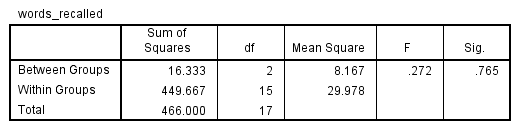 words_recalled
Sum of Squares df Mean Square F Sig.
Between Groups 16.333 2 8.167 .272 .765
Within Groups 449.667 15 29.978
Total 466.000 17